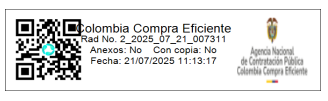 Colombia Compra Eficiente
Rad No. 2_2025_07_21_007311
Anexos: No Con copia: No
Fecha: 21/07/2025 11:13:17
Agencia Nacional
de Contratación Pública
Colombia Compra Eficiente